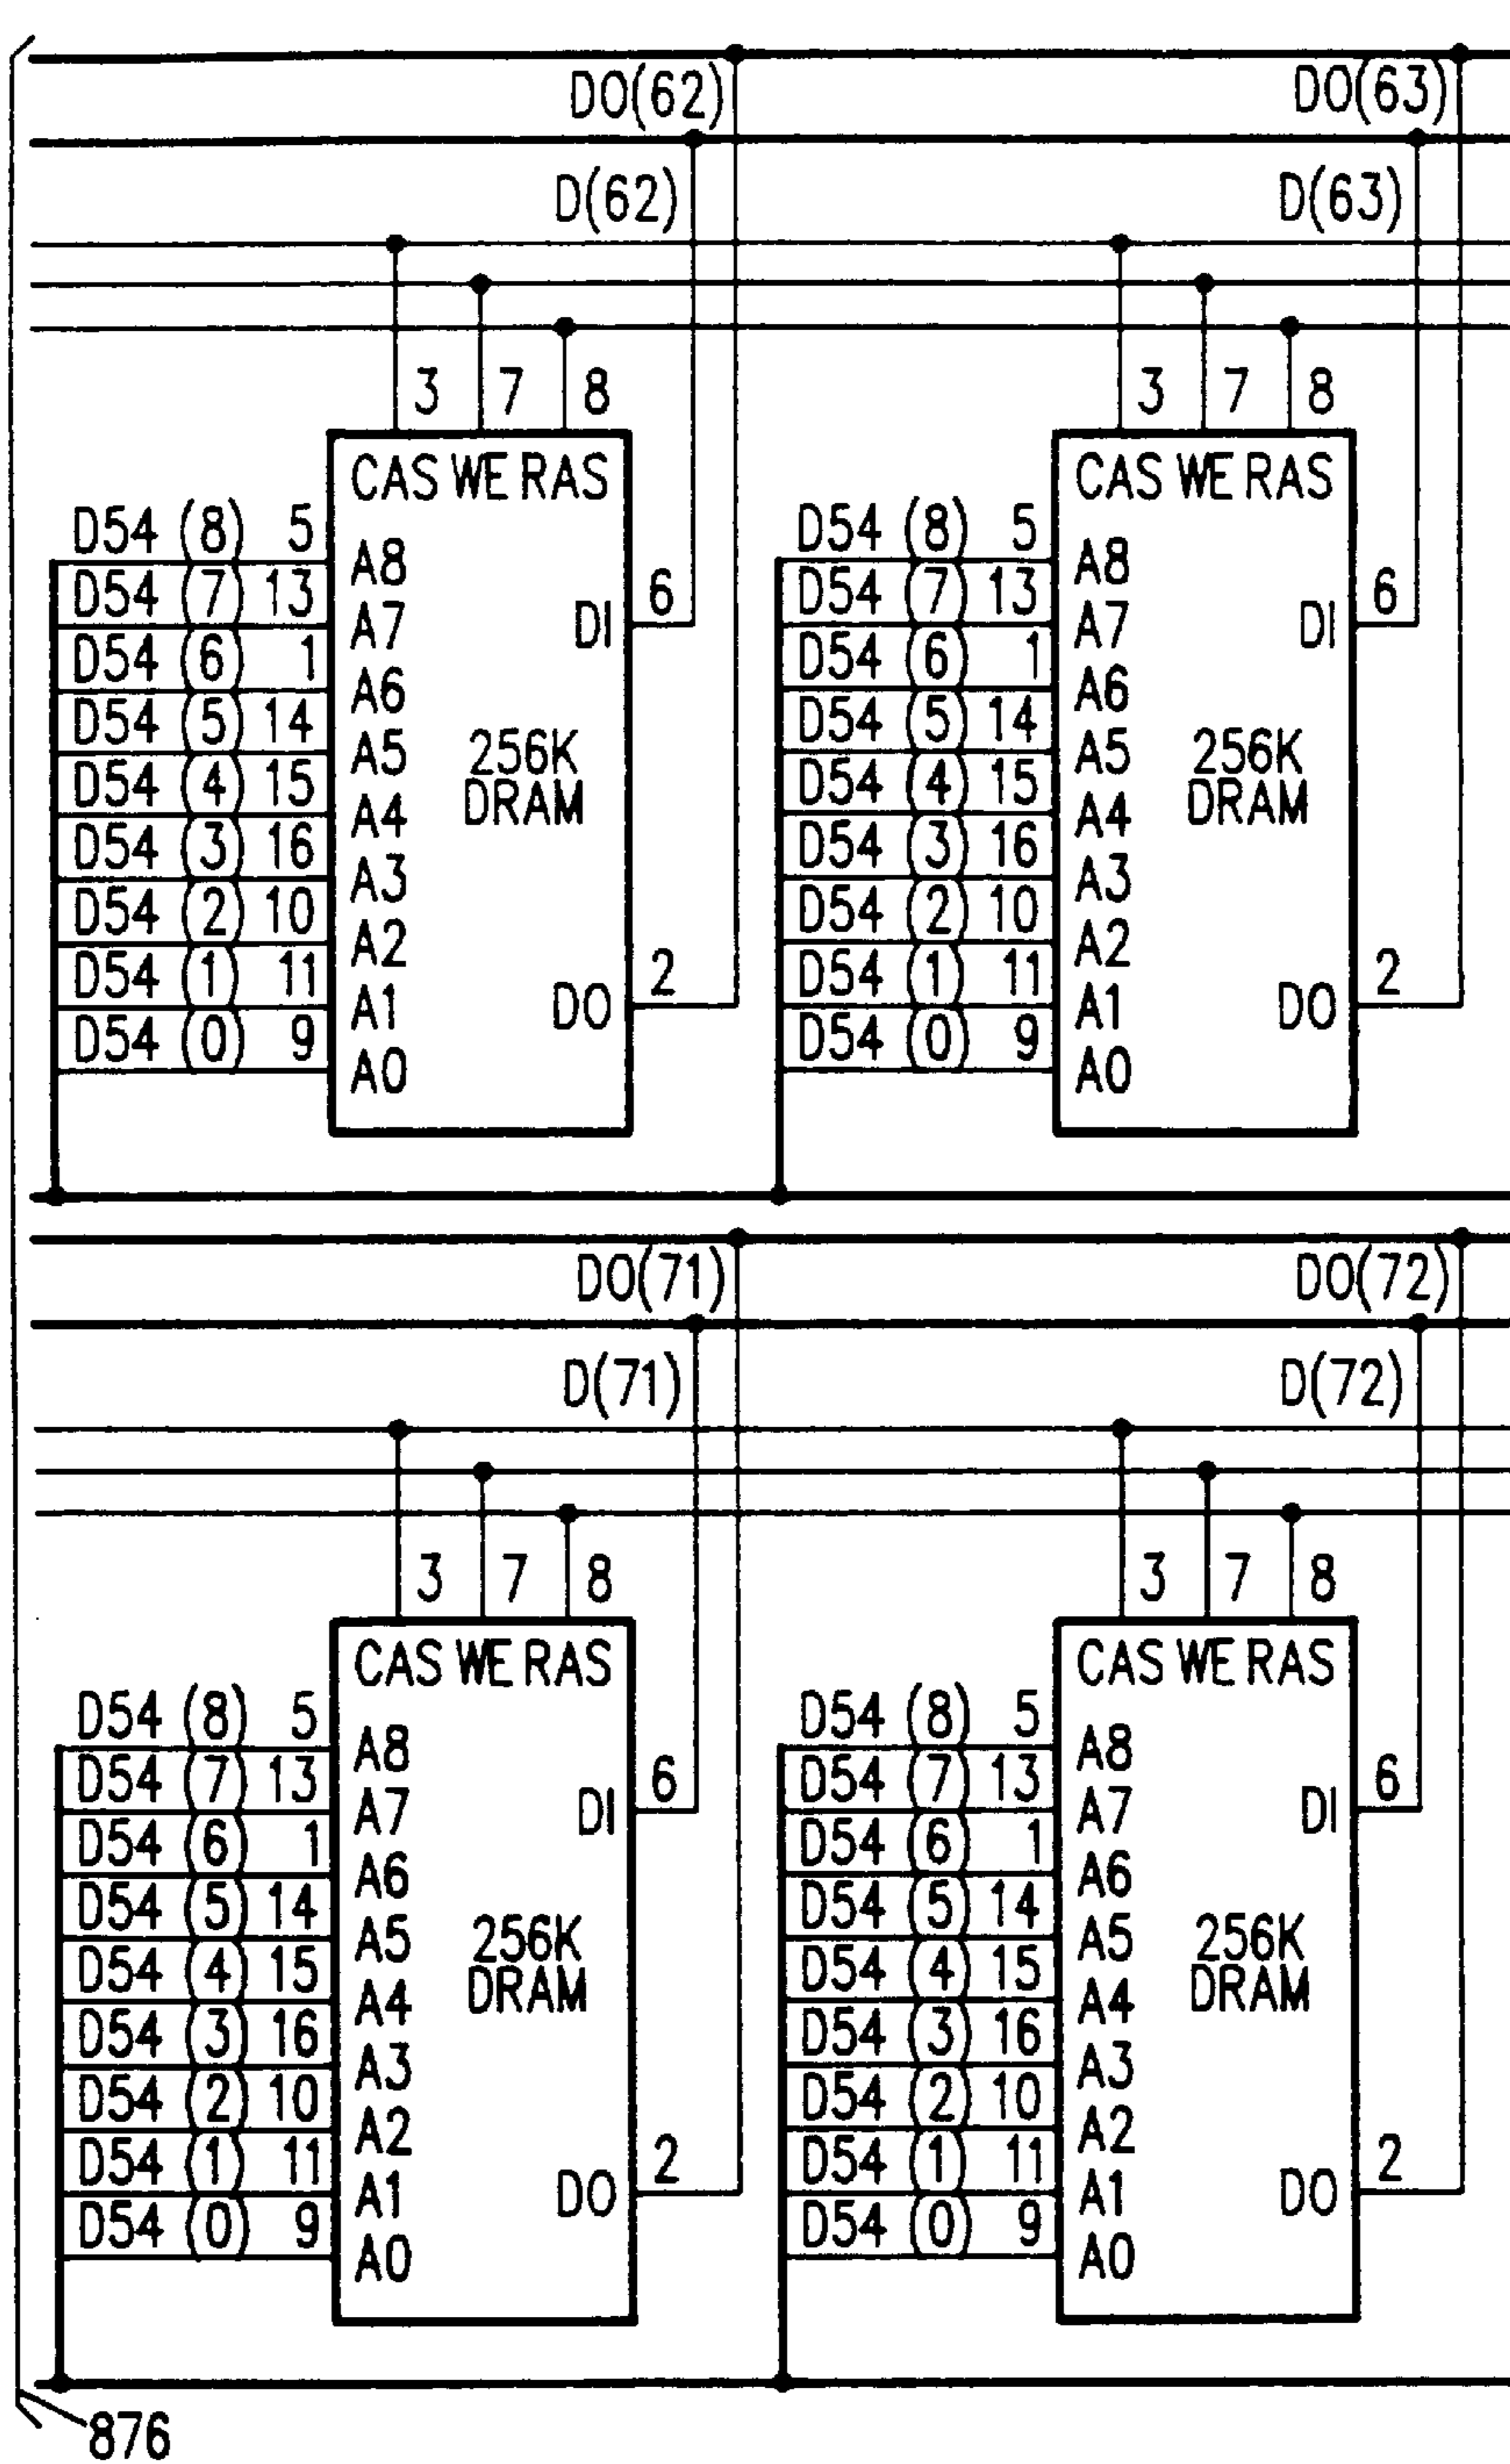 DO(62) DO(63)
D(62) D(63)
3 7 8 3 7 8
CAS WE RAS CAS WE RAS
D54 (8) 5 A8 D54 (8) 5 A8
D54 (7) 13 A7 DI 6 D54 (7) 13 A7 DI 6
D54 (6) 1 A6 D54 (6) 1 A6
D54 (5) 14 A5 256K D54 (5) 14 A5 256K
D54 (4) 15 A4 DRAM D54 (4) 15 A4 DRAM
D54 (3) 16 A3 D54 (3) 16 A3
D54 (2) 10 A2 D54 (2) 10 A2
D54 (1) 11 A1 DO 2 D54 (1) 11 A1 DO 2
D54 (0) 9 A0 D54 (0) 9 A0
DO(71) DO(72)
D(71) D(72)
3 7 8 3 7 8
CAS WE RAS CAS WE RAS
D54 (8) 5 A8 D54 (8) 5 A8
D54 (7) 13 A7 DI 6 D54 (7) 13 A7 DI 6
D54 (6) 1 A6 D54 (6) 1 A6
D54 (5) 14 A5 256K D54 (5) 14 A5 256K
D54 (4) 15 A4 DRAM D54 (4) 15 A4 DRAM
D54 (3) 16 A3 D54 (3) 16 A3
D54 (2) 10 A2 D54 (2) 10 A2
D54 (1) 11 A1 DO 2 D54 (1) 11 A1 DO 2
D54 (0) 9 A0 D54 (0) 9 A0
876